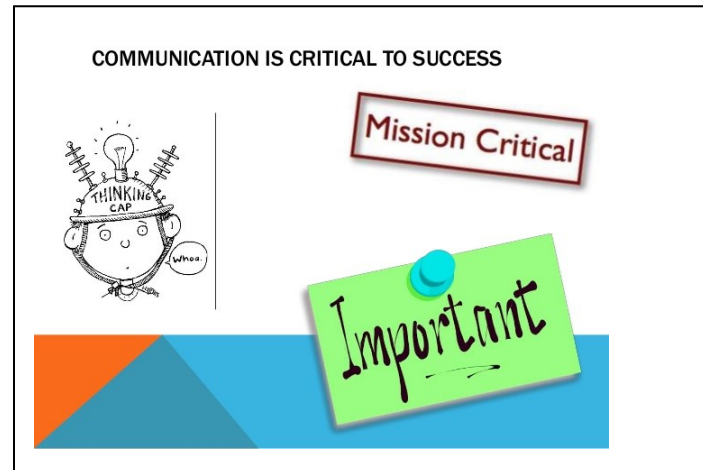 COMMUNICATION IS CRITICAL TO SUCCESS
Mission Critical
THINKING
CAP
Whoa.
Important